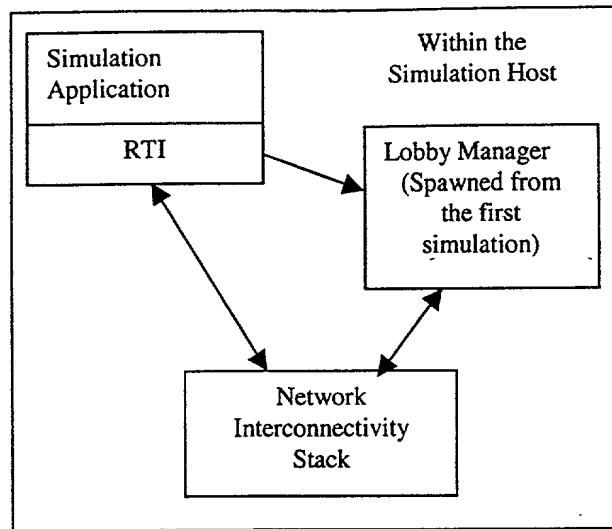 Simulation
Application
RTI
Within the
Simulation Host
Lobby Manager
(Spawned from
the first
simulation)
Network
Interconnectivity
Stack